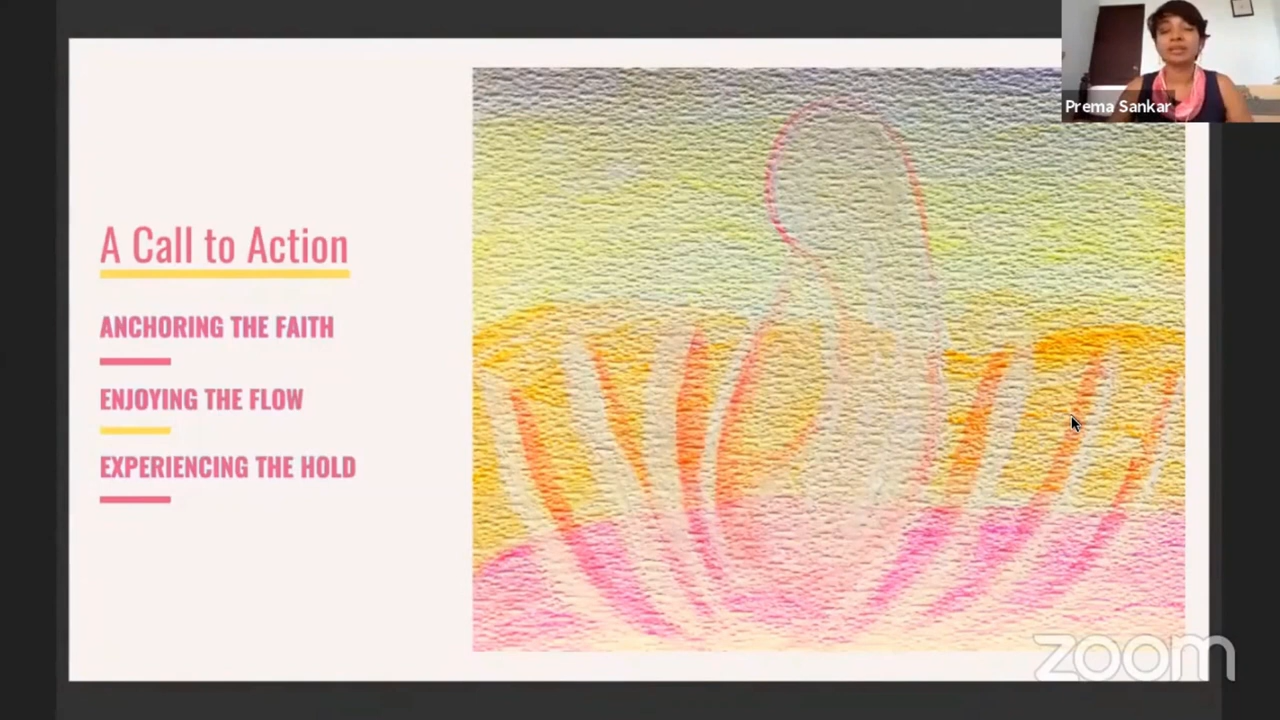 Prema Sankar
A Call to Action
ANCHORING THE FAITH
ENJOYING THE FLOW
EXPERIENCING THE HOLD
zoom